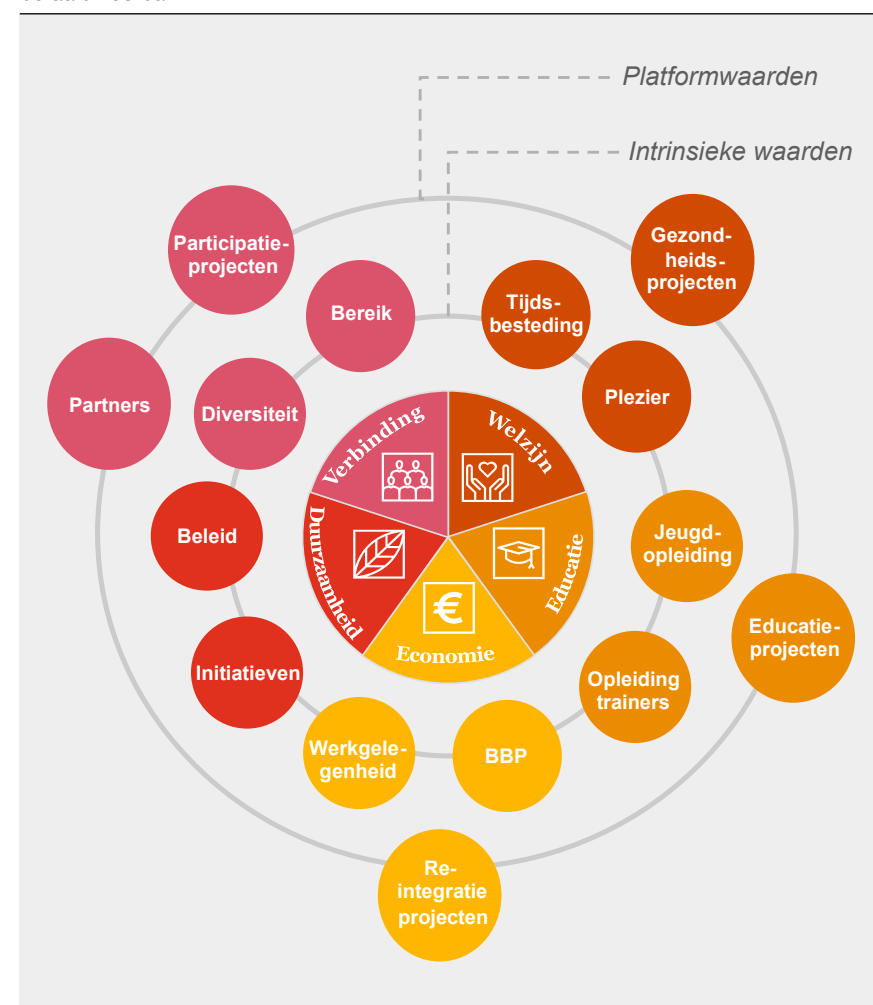 Platformwaarden
Intrinsieke waarden
Participatie-
projecten
Gezond-
heids-
projecten
Bereik
Tijds-
besteding
Partners
Diversiteit
Plezier
Verbinding
Welzijn
Beleid
Duurzaamheid
Educatie
Jeugd-
opleiding
€
Economie
Educatie-
projecten
Initiatieven
Opleiding
trainers
Werkgele-
genheid
BBP
Re-
integratie
projecten